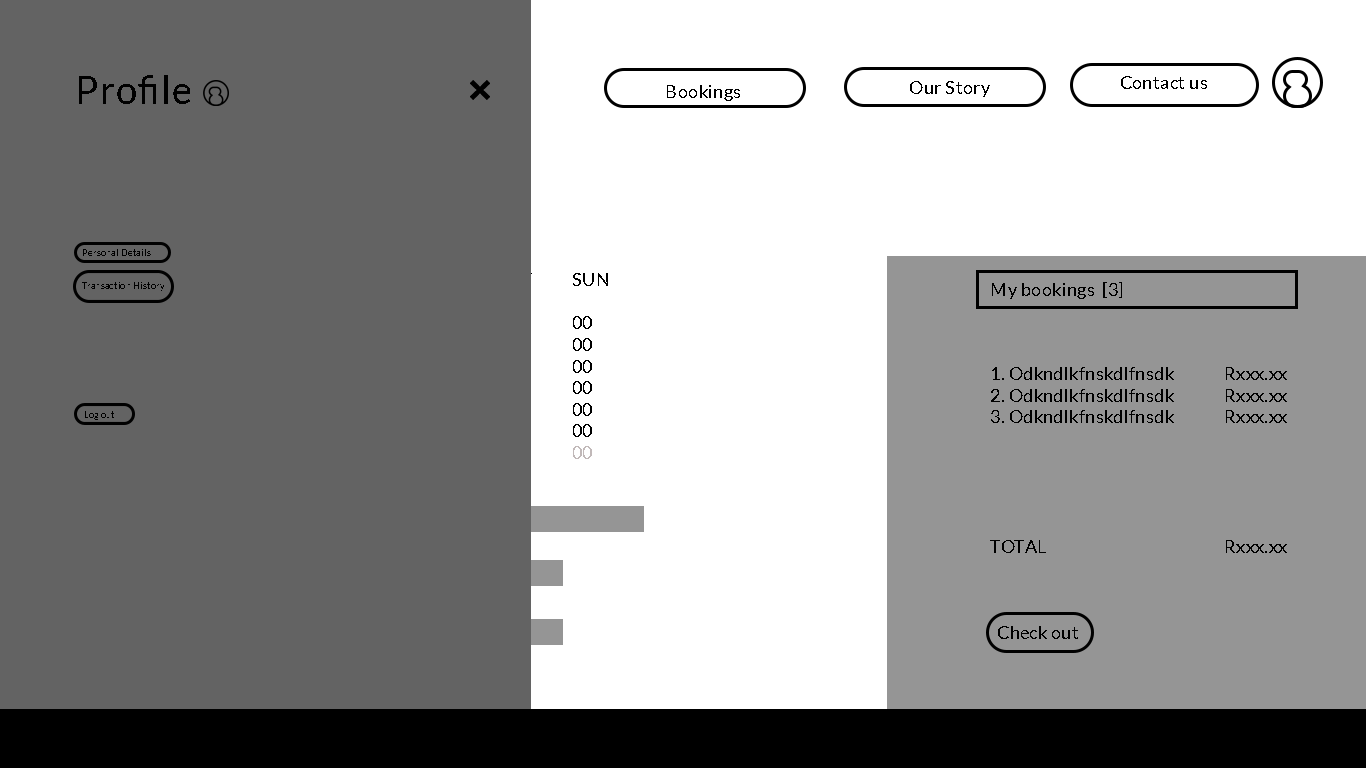 Profile
Bookings
Our Story
Contact us
Personal Details
Transaction History
Log out
SUN
00
00
00
00
00
00
00
My bookings [3]
1. Odkndlkfnskdlfnsdk Rxxx.xx
2. Odkndlkfnskdlfnsdk Rxxx.xx
3. Odkndlkfnskdlfnsdk Rxxx.xx
TOTAL Rxxx.xx
Check out